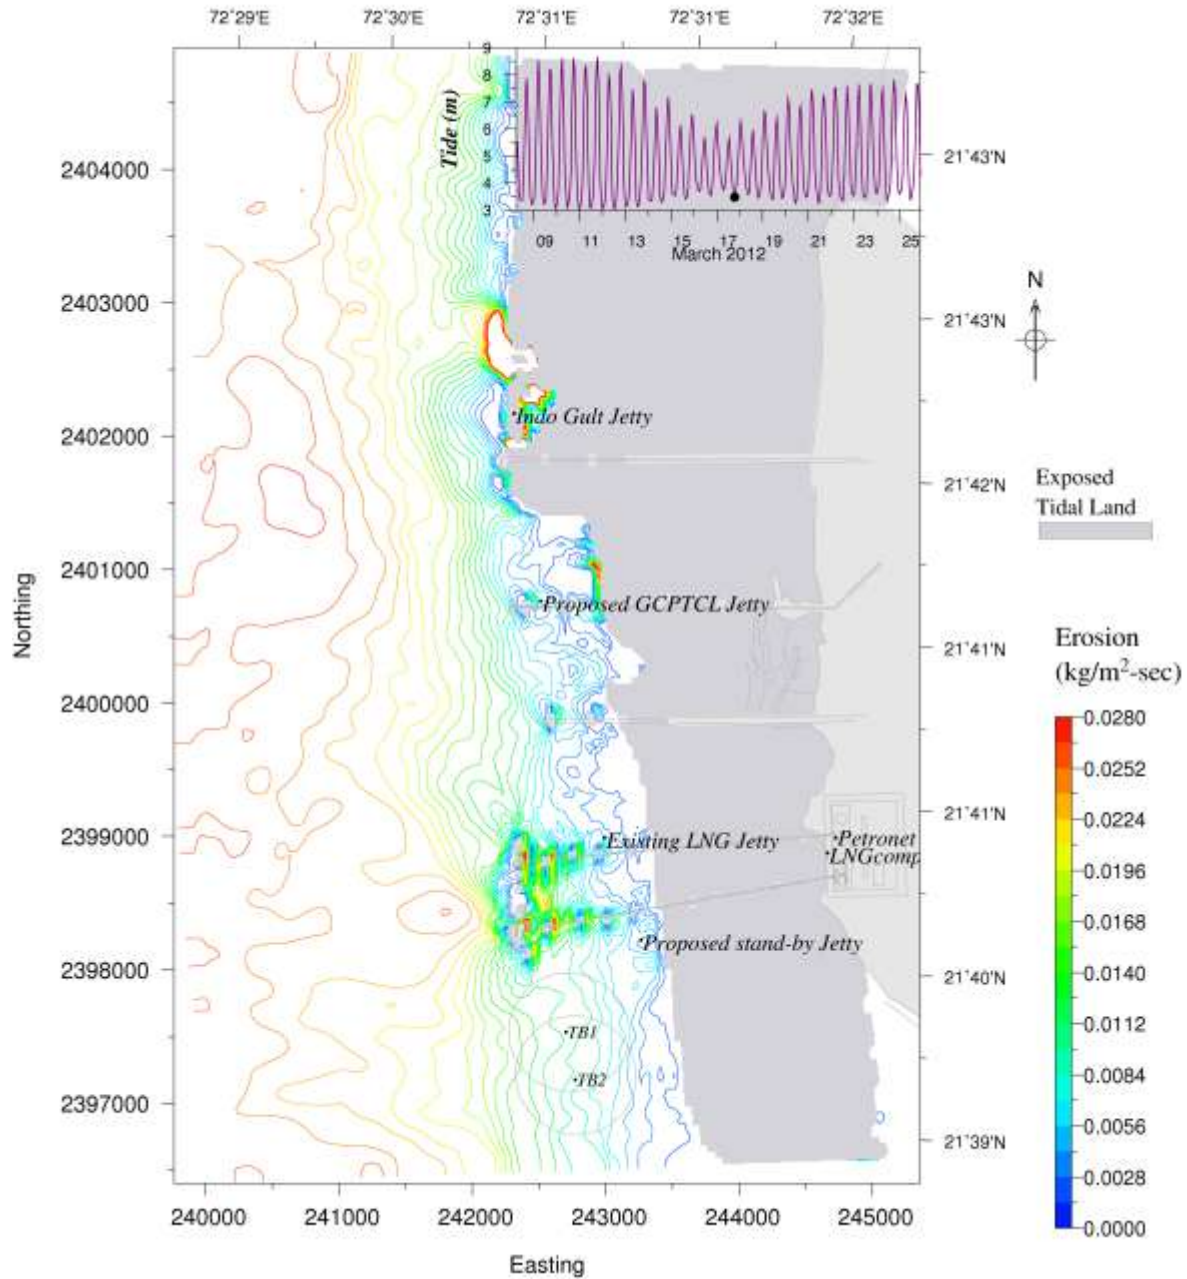 72°29'E 72°30'E 72°31'E 72°31'E 72°32'E
9
8
7
6
5
4
3
Tide (m)
09 11 13 15 17 19 21 23 25
March 2012
2404000
2403000
2402000
2401000
2400000
2399000
2398000
2397000
Northing
21°43'N
21°43'N
21°42'N
21°41'N
21°41'N
21°40'N
21°39'N
Indo Gult Jetty
Proposed GCPTCL Jetty
Existing LNG Jetty
Petronet
LNGcomp
Proposed stand-by Jetty
TB1
TB2
240000 241000 242000 243000 244000 245000
Easting
N
Exposed
Tidal Land
Erosion
(kg/m²-sec)
0.0280
0.0252
0.0224
0.0196
0.0168
0.0140
0.0112
0.0084
0.0056
0.0028
0.0000